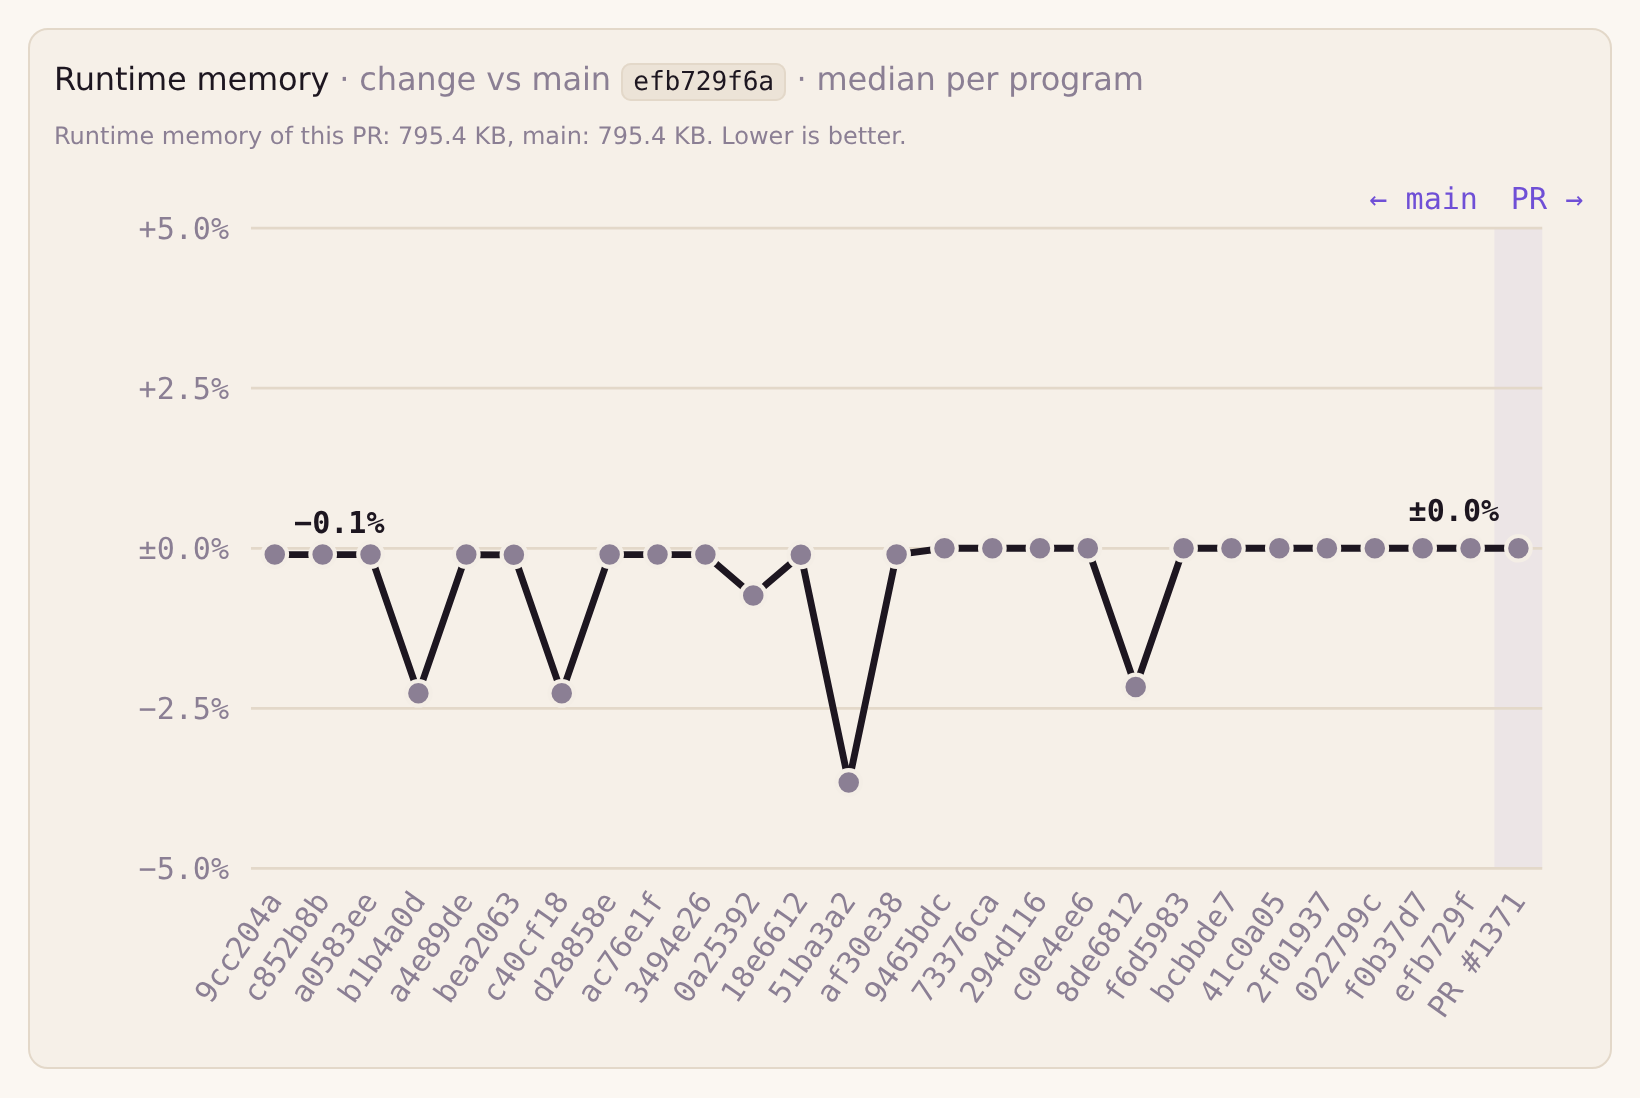 Runtime memory · change vs main efb729f6a · median per program
Runtime memory of this PR: 795.4 KB, main: 795.4 KB. Lower is better.
← main PR →
+5.0%
+2.5%
±0.0%
−2.5%
−5.0%
−0.1%
±0.0%
9cc204a
c852b8b
a0583ee
b1b4a0d
a4e89de
bea2063
c40cf18
d28858e
ac76e1f
3494e26
0a25392
18e6612
51ba3a2
af30e38
9465bdc
73376ca
294d116
c0e4ee6
8de6812
f6d5983
bcbbde7
41c0a05
2f01937
022799c
f0b37d7
efb729f
PR #1371